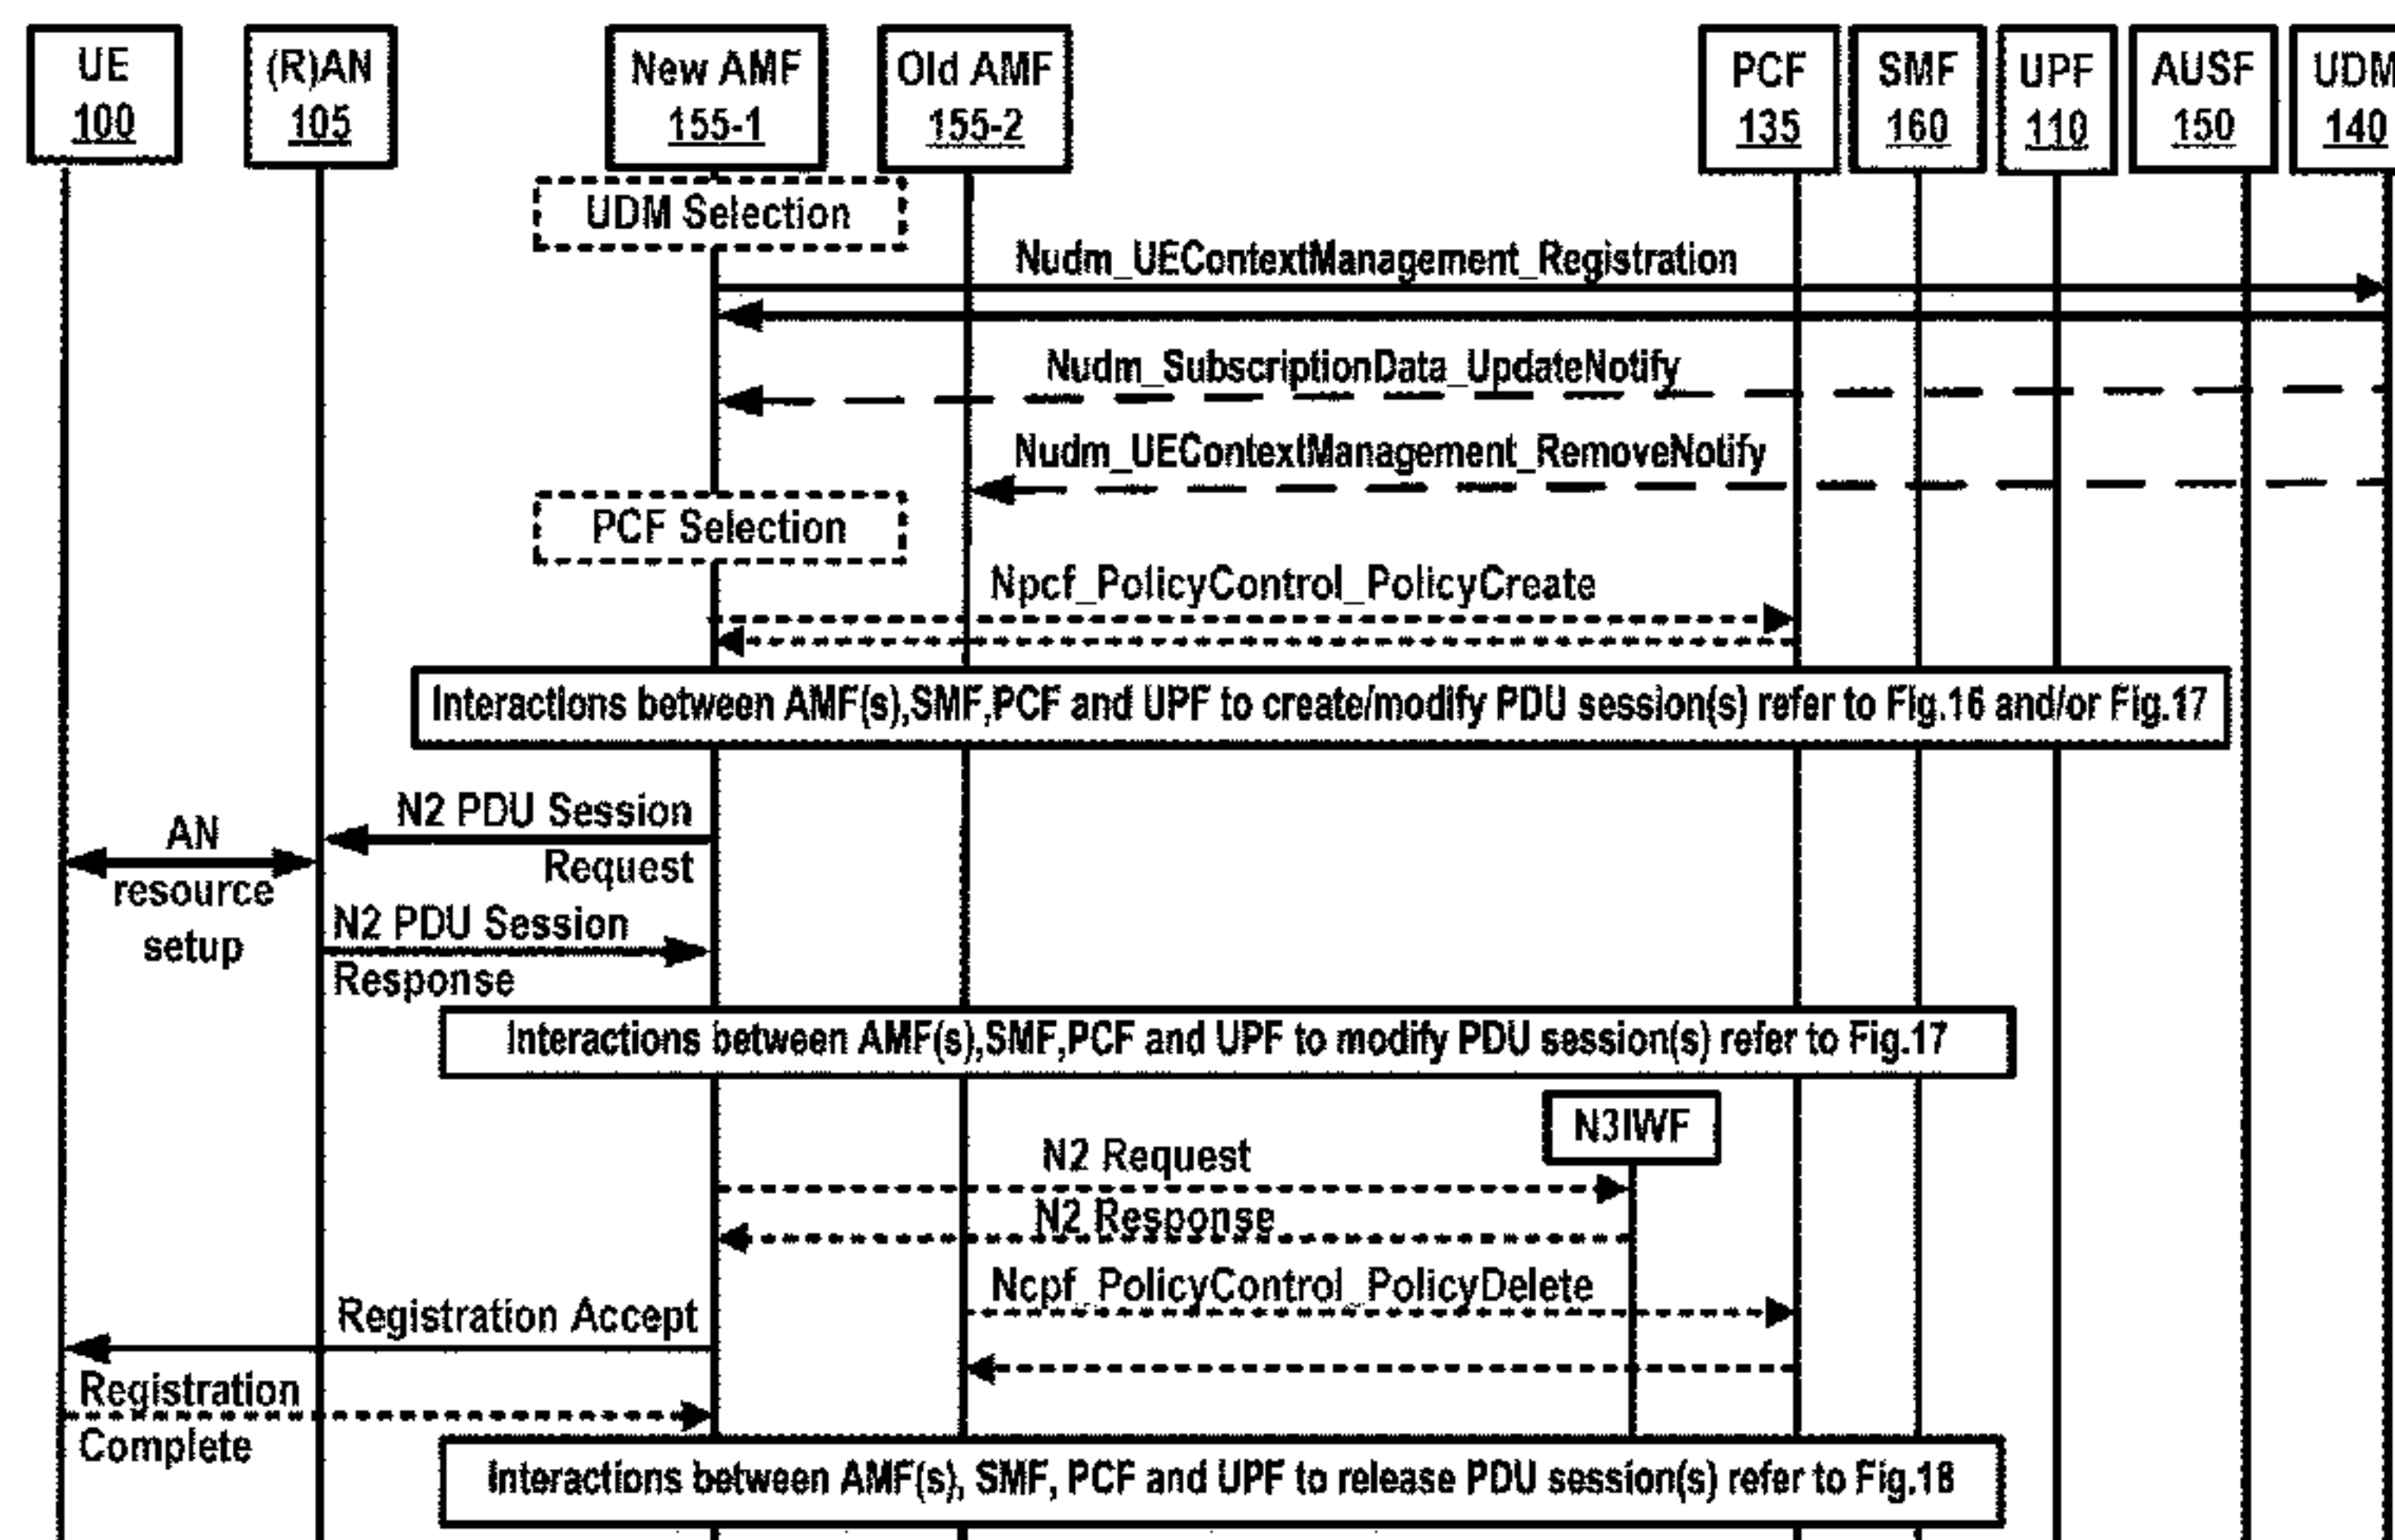 UE
100
(R)AN
105
New AMF
155-1
Old AMF
155-2
PCF
135
SMF
160
UPF
110
AUSF
150
UDM
140
UDM Selection
Nudm_UEContextManagement_Registration
Nudm_SubscriptionData_UpdateNotify
Nudm_UEContextManagement_RemoveNotify
PCF Selection
Npcf_PolicyControl_PolicyCreate
Interactions between AMF(s),SMF,PCF and UPF to create/modify PDU session(s) refer to Fig.16 and/or Fig.17
N2 PDU Session
Request
AN
resource
setup
N2 PDU Session
Response
Interactions between AMF(s),SMF,PCF and UPF to modify PDU session(s) refer to Fig.17
N3IWF
N2 Request
N2 Response
Ncpf_PolicyControl_PolicyDelete
Registration Accept
Registration
Complete
Interactions between AMF(s), SMF, PCF and UPF to release PDU session(s) refer to Fig.18